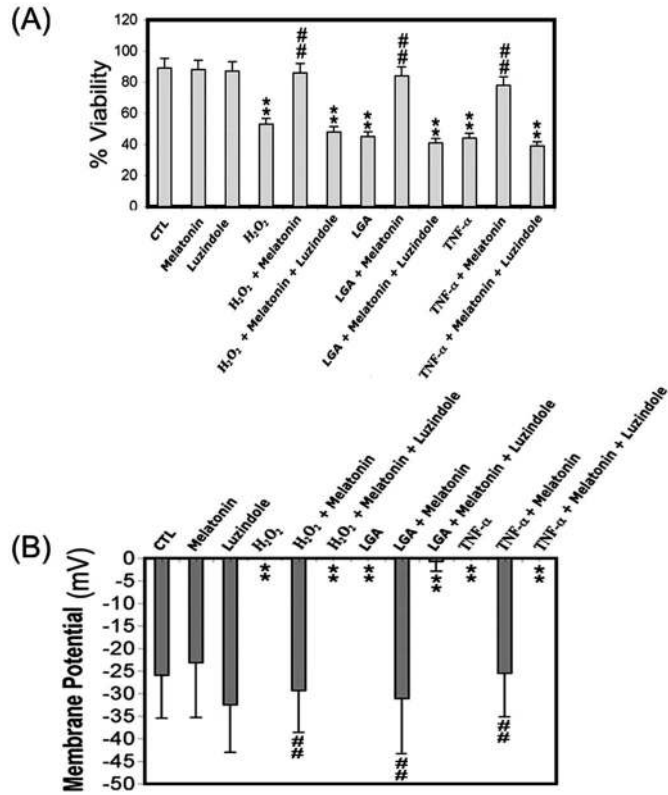 (A)
% Viability
120
100
80
60
40
20
0
**
##
**
**
##
**
**
##
**
CTL
Melatonin
Luzindole
H₂O₂
H₂O₂ + Melatonin
H₂O₂ + Melatonin + Luzindole
LGA
LGA + Melatonin
LGA + Melatonin + Luzindole
TNF-α
TNF-α + Melatonin
TNF-α + Melatonin + Luzindole
(B)
CTL
Melatonin
Luzindole
H₂O₂
H₂O₂ + Melatonin
H₂O₂ + Melatonin + Luzindole
LGA
LGA + Melatonin
LGA + Melatonin + Luzindole
TNF-α
TNF-α + Melatonin
TNF-α + Melatonin + Luzindole
Membrane Potential (mV)
0
-5
-10
-15
-20
-25
-30
-35
-40
-45
-50
**
##
**
**
##
**
**
##
**